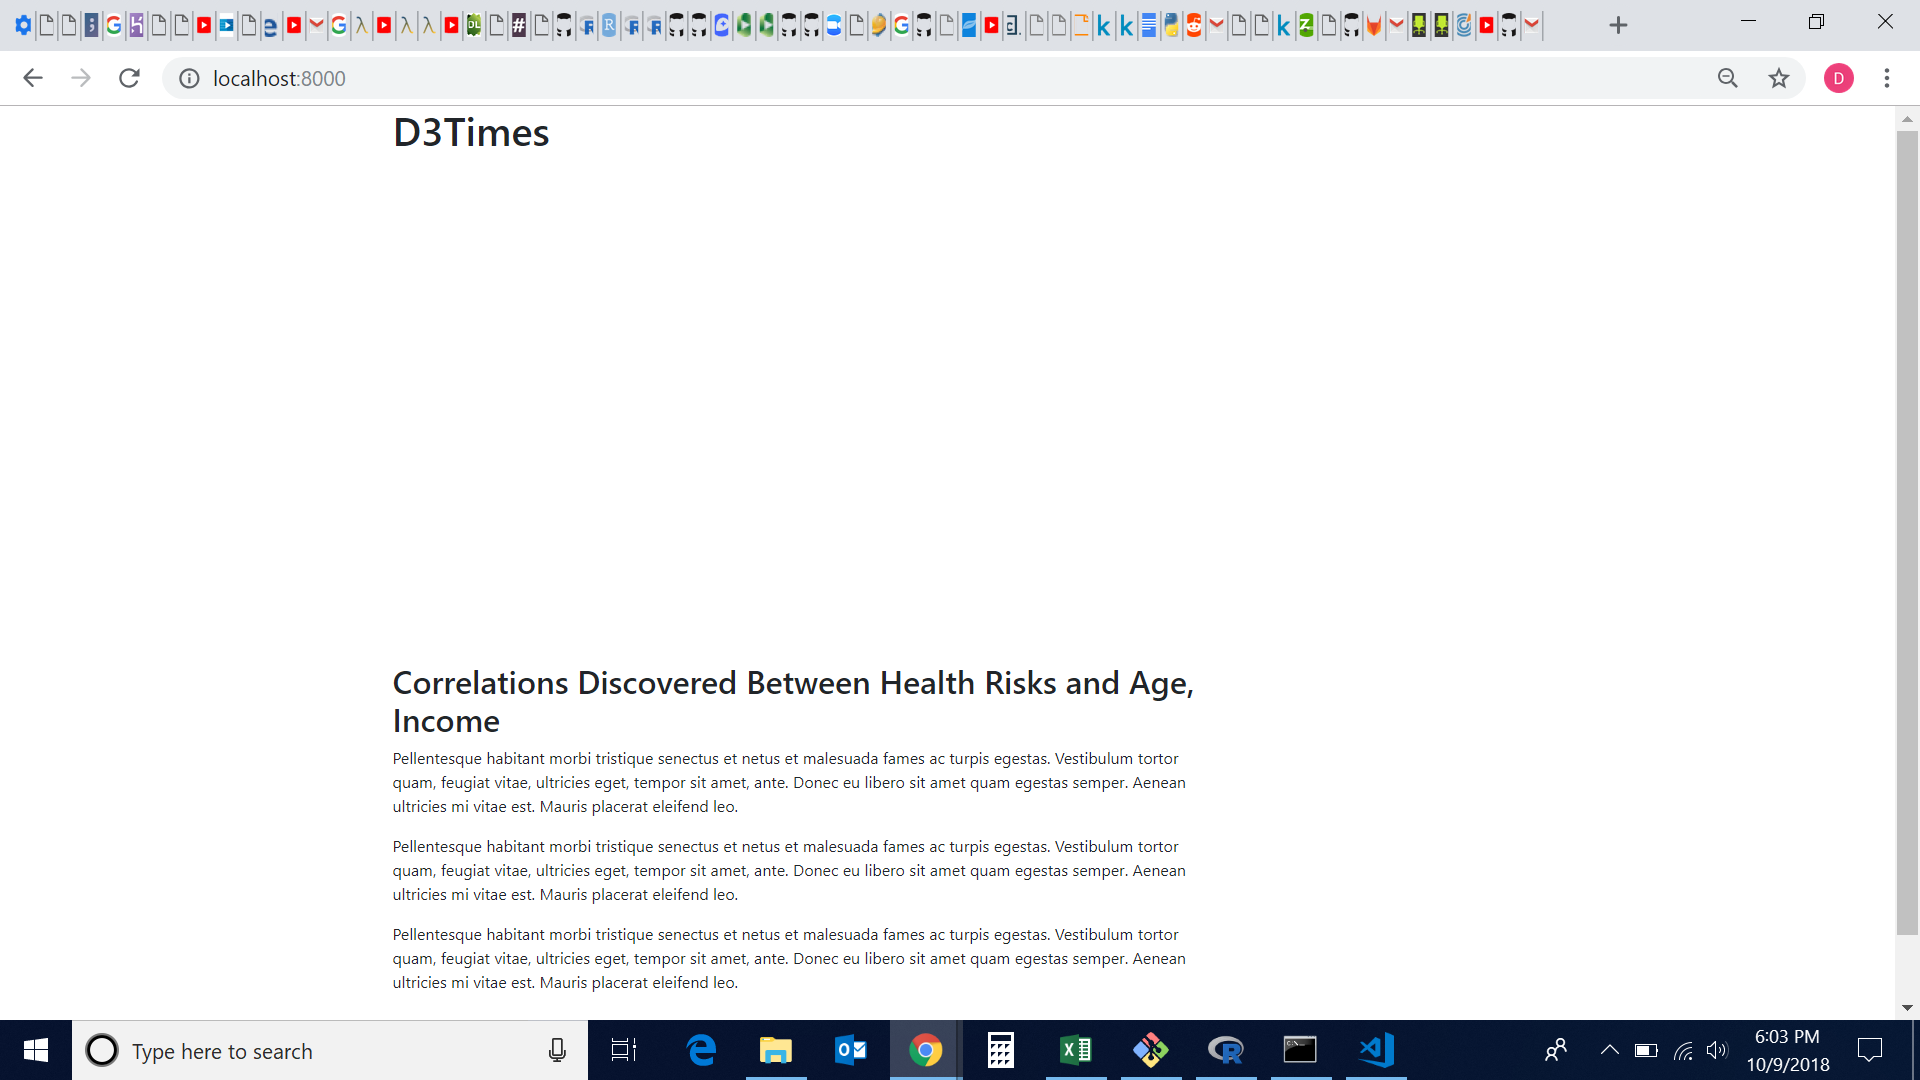 localhost:8000
D
D3Times
Correlations Discovered Between Health Risks and Age,
Income
Pellentesque habitant morbi tristique senectus et netus et malesuada fames ac turpis egestas. Vestibulum tortor
quam, feugiat vitae, ultricies eget, tempor sit amet, ante. Donec eu libero sit amet quam egestas semper. Aenean
ultricies mi vitae est. Mauris placerat eleifend leo.
Pellentesque habitant morbi tristique senectus et netus et malesuada fames ac turpis egestas. Vestibulum tortor
quam, feugiat vitae, ultricies eget, tempor sit amet, ante. Donec eu libero sit amet quam egestas semper. Aenean
ultricies mi vitae est. Mauris placerat eleifend leo.
Pellentesque habitant morbi tristique senectus et netus et malesuada fames ac turpis egestas. Vestibulum tortor
quam, feugiat vitae, ultricies eget, tempor sit amet, ante. Donec eu libero sit amet quam egestas semper. Aenean
ultricies mi vitae est. Mauris placerat eleifend leo.
Type here to search
6:03 PM
10/9/2018